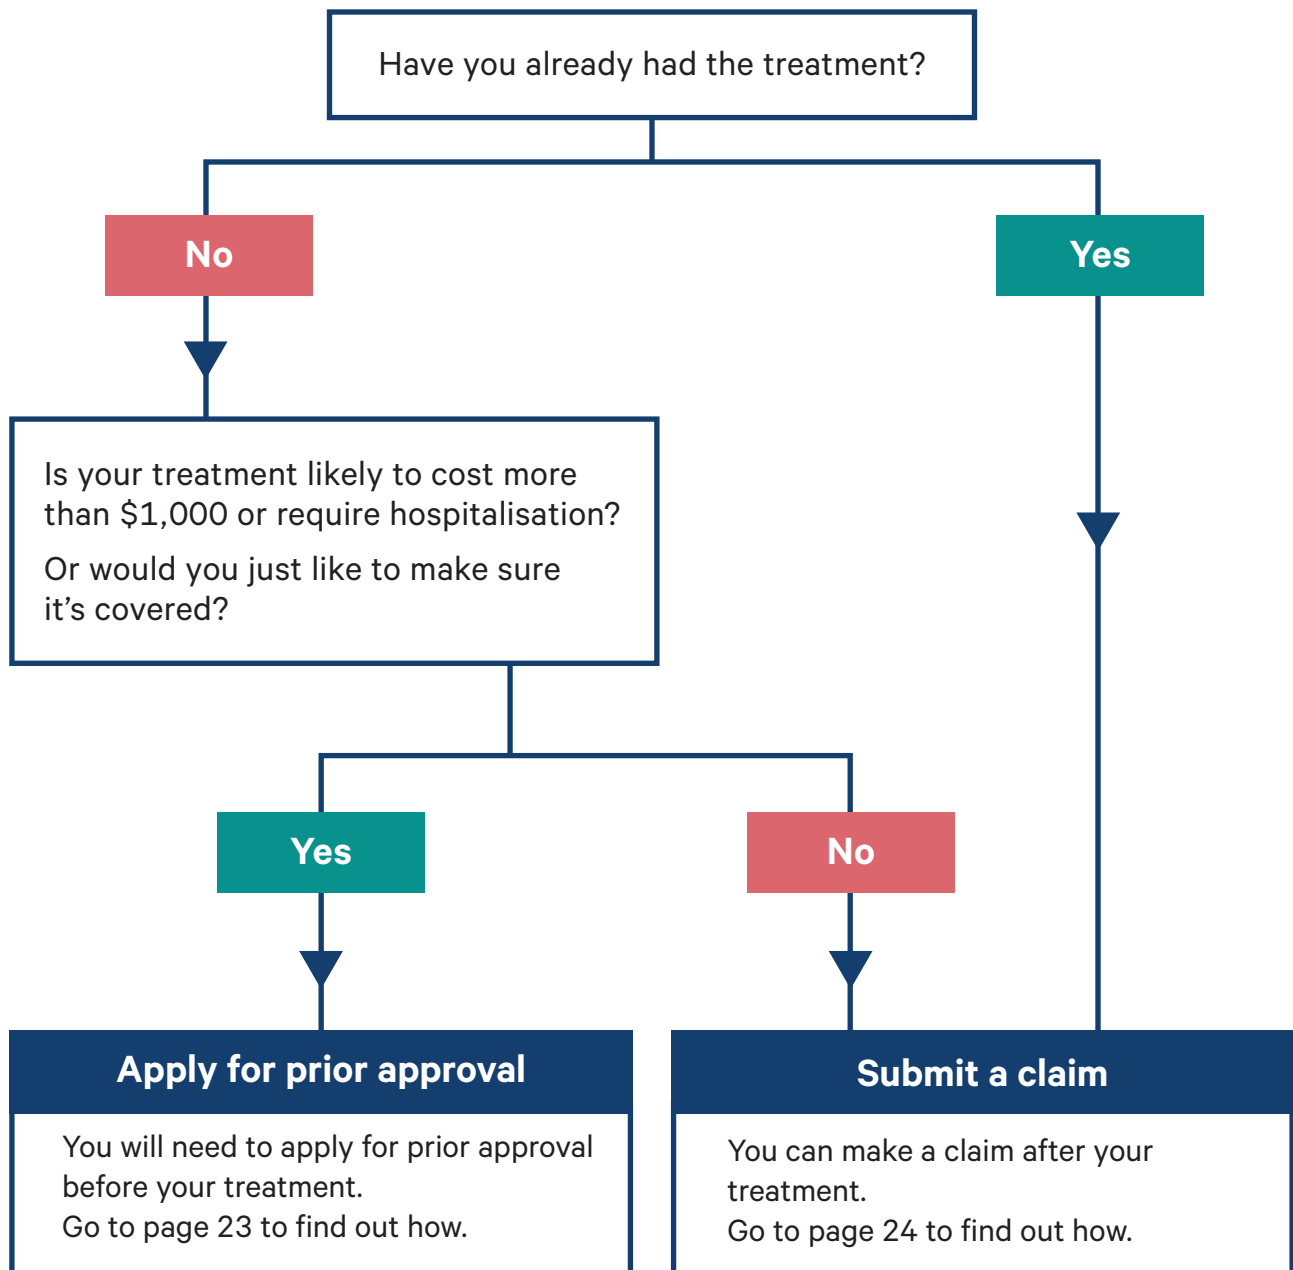 Have you already had the treatment?
No
Yes
Is your treatment likely to cost more
than $1,000 or require hospitalisation?
Or would you just like to make sure
it’s covered?
Yes
No
Apply for prior approval
You will need to apply for prior approval
before your treatment.
Go to page 23 to find out how.
Submit a claim
You can make a claim after your
treatment.
Go to page 24 to find out how.